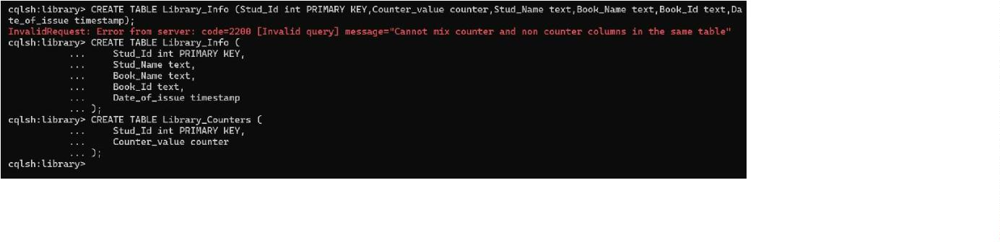 cqlsh:library> CREATE TABLE Library_Info (Stud_Id int PRIMARY KEY,Counter_value counter,Stud_Name text,Book_Name text,Book_Id text,Da
te_of_issue timestamp);
InvalidRequest: Error from server: code=2200 [Invalid query] message="Cannot mix counter and non counter columns in the same table"
cqlsh:library> CREATE TABLE Library_Info (
           ...     Stud_Id int PRIMARY KEY,
           ...     Stud_Name text,
           ...     Book_Name text,
           ...     Book_Id text,
           ...     Date_of_issue timestamp
           ... );
cqlsh:library> CREATE TABLE Library_Counters (
           ...     Stud_Id int PRIMARY KEY,
           ...     Counter_value counter
           ... );
cqlsh:library>